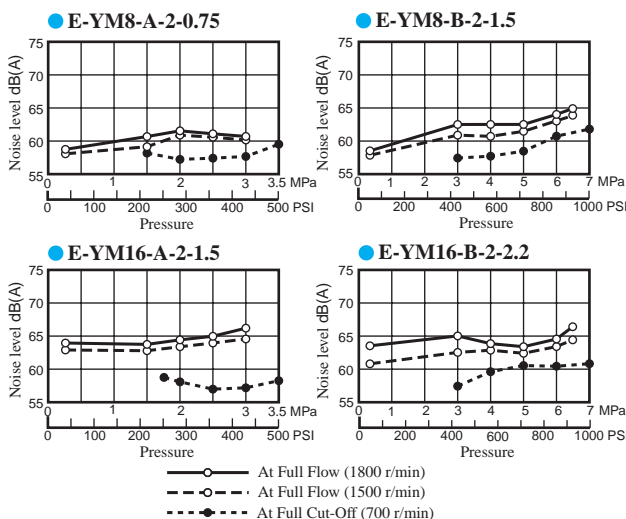 E-YM8-A-2-0.75
75
70
65
60
55
Noise level dB(A)
0 1 2 3 3.5 MPa
0 100 200 300 400 500 PSI
Pressure
E-YM8-B-2-1.5
75
70
65
60
55
Noise level dB(A)
0 1 2 2 3 4 5 6 7 MPa
0 200 400 600 800 1000 PSI
Pressure
E-YM16-A-2-1.5
75
70
65
60
55
Noise level dB(A)
0 1 2 3 3.5 MPa
0 100 200 300 400 500 PSI
Pressure
E-YM16-B-2-2.2
75
70
65
60
55
Noise level dB(A)
0 1 2 3 4 5 6 7 MPa
0 200 400 600 800 1000 PSI
Pressure
At Full Flow (1800 r/min)
At Full Flow (1500 r/min)
At Full Cut-Off (700 r/min)